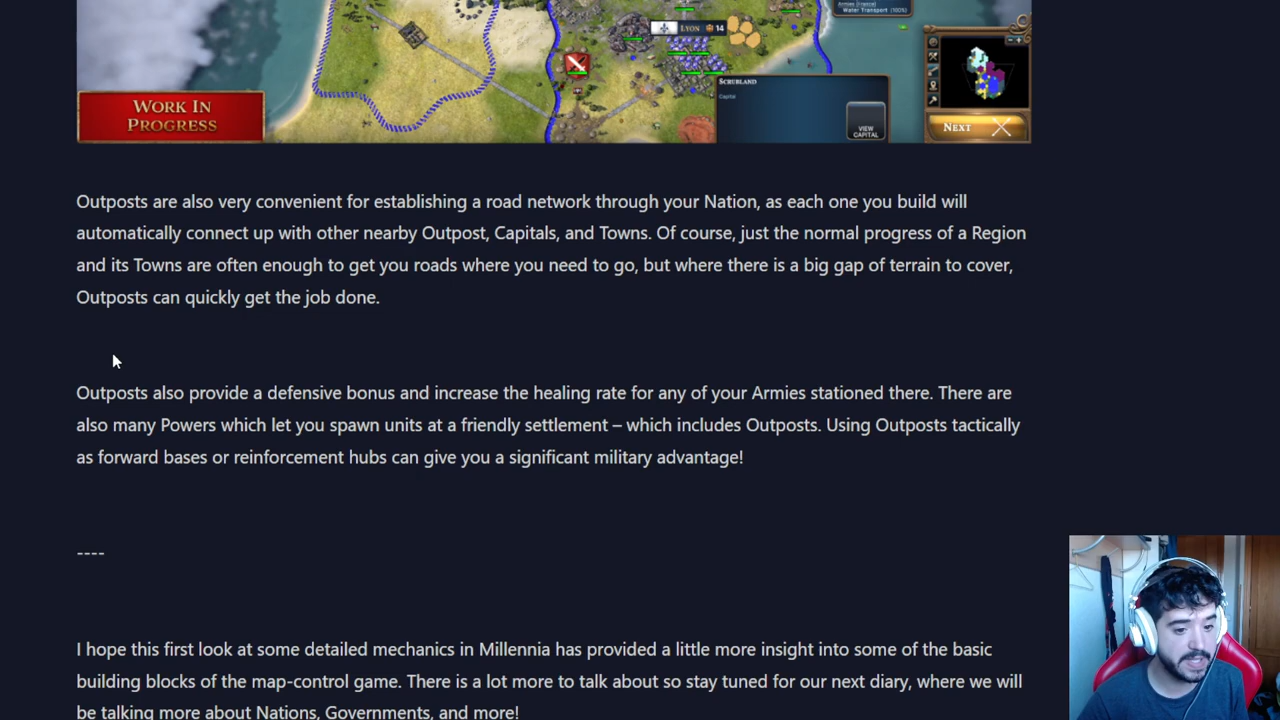 Armies (France)
Water Transport (100%)
LYON 14
SCRUBLAND
Capital
VIEW
CAPITAL
NEXT
WORK IN
PROGRESS
Outposts are also very convenient for establishing a road network through your Nation, as each one you build will
automatically connect up with other nearby Outpost, Capitals, and Towns. Of course, just the normal progress of a Region
and its Towns are often enough to get you roads where you need to go, but where there is a big gap of terrain to cover,
Outposts can quickly get the job done.
Outposts also provide a defensive bonus and increase the healing rate for any of your Armies stationed there. There are
also many Powers which let you spawn units at a friendly settlement – which includes Outposts. Using Outposts tactically
as forward bases or reinforcement hubs can give you a significant military advantage!
----
I hope this first look at some detailed mechanics in Millennia has provided a little more insight into some of the basic
building blocks of the map-control game. There is a lot more to talk about so stay tuned for our next diary, where we will
be talking more about Nations, Governments, and more!